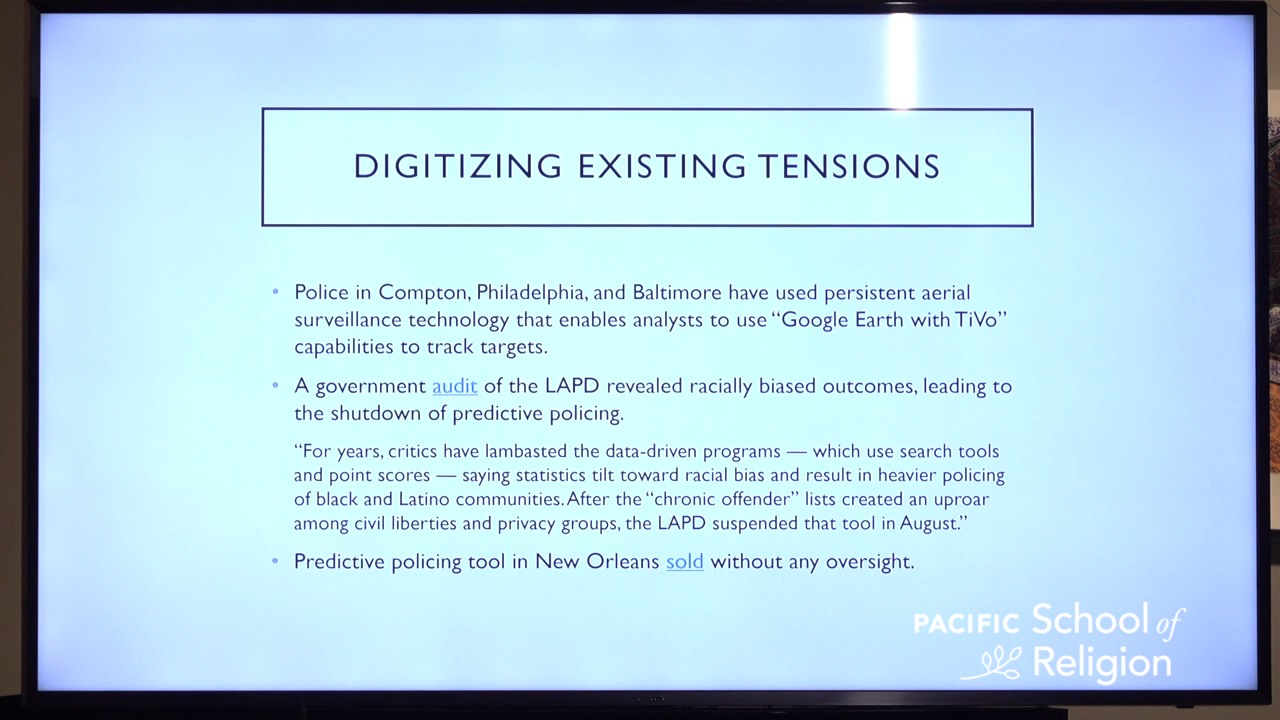 DIGITIZING EXISTING TENSIONS
• Police in Compton, Philadelphia, and Baltimore have used persistent aerial
surveillance technology that enables analysts to use “Google Earth with TiVo”
capabilities to track targets.
• A government audit of the LAPD revealed racially biased outcomes, leading to
the shutdown of predictive policing.
“For years, critics have lambasted the data-driven programs — which use search tools
and point scores — saying statistics tilt toward racial bias and result in heavier policing
of black and Latino communities. After the “chronic offender” lists created an uproar
among civil liberties and privacy groups, the LAPD suspended that tool in August.”
• Predictive policing tool in New Orleans sold without any oversight.
PACIFIC School of
Religion